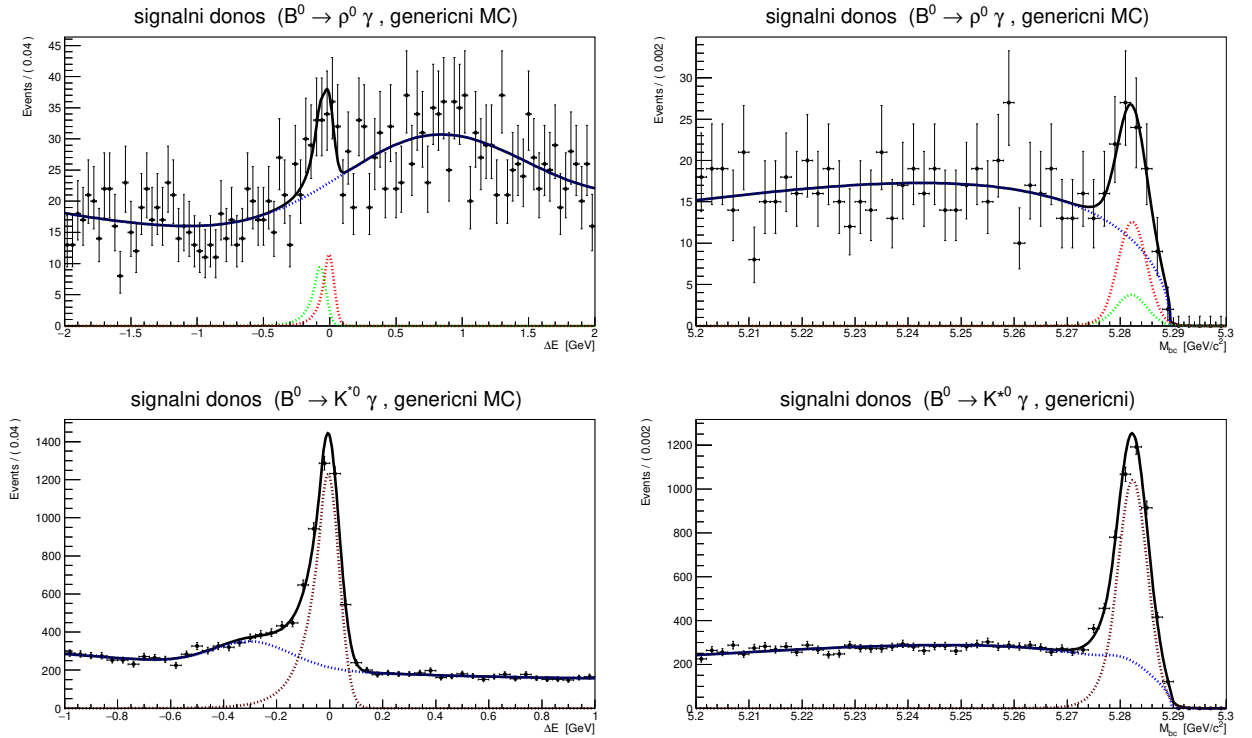 signalni donos (B⁰ → ρ⁰ γ , genericni MC)
Events / ( 0.04 )
45
40
35
30
25
20
15
10
5
0
−2 −1.5 −1 −0.5 0 0.5 1 1.5 2
ΔE [GeV]
signalni donos (B⁰ → ρ⁰ γ , genericni MC)
Events / ( 0.002 )
30
25
20
15
10
5
0
5.2 5.21 5.22 5.23 5.24 5.25 5.26 5.27 5.28 5.29 5.3
M_bc [GeV/c²]
signalni donos (B⁰ → K*⁰ γ , genericni MC)
Events / ( 0.04 )
1400
1200
1000
800
600
400
200
0
−1 −0.8 −0.6 −0.4 −0.2 0 0.2 0.4 0.6 0.8 1
ΔE [GeV]
signalni donos (B⁰ → K*⁰ γ , genericni)
Events / ( 0.002 )
1200
1000
800
600
400
200
0
5.2 5.21 5.22 5.23 5.24 5.25 5.26 5.27 5.28 5.29 5.3
M_bc [GeV/c²]